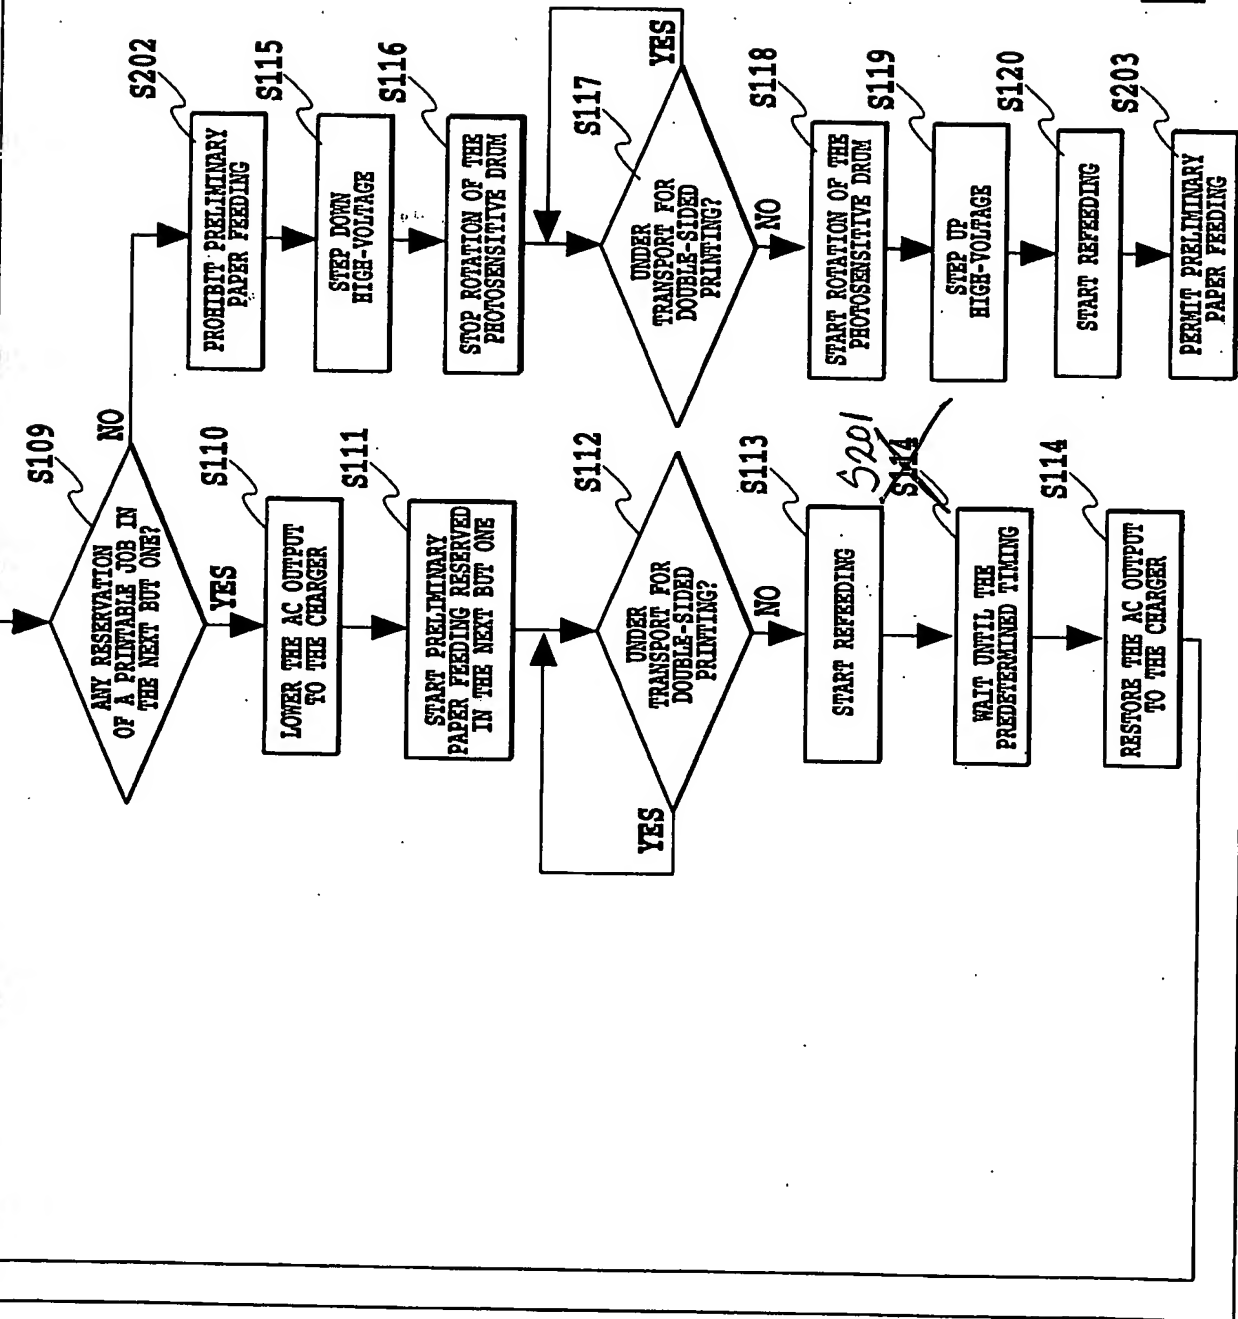 S109
ANY RESERVATION
OF A PRINTABLE JOB IN
THE NEXT BUT ONE?
NO
YES
S110
LOWER THE AC OUTPUT
TO THE CHARGER
S111
START PRELIMINARY
PAPER FEEDING RESERVED
IN THE NEXT BUT ONE
S112
UNDER
TRANSPORT FOR
DOUBLE-SIDED
PRINTING?
YES
NO
S113
START REFEEDING
S201
S114
WAIT UNTIL THE
PREDETERMINED TIMING
S114
RESTORE THE AC OUTPUT
TO THE CHARGER
S202
PROHIBIT PRELIMINARY
PAPER FEEDING
S115
STEP DOWN
HIGH-VOLTAGE
S116
STOP ROTATION OF THE
PHOTOSENSITIVE DRUM
S117
UNDER
TRANSPORT FOR
DOUBLE-SIDED
PRINTING?
YES
NO
S118
START ROTATION OF THE
PHOTOSENSITIVE DRUM
S119
STEP UP
HIGH-VOLTAGE
S120
START REFEEDING
S203
PERMIT PRELIMINARY
PAPER FEEDING